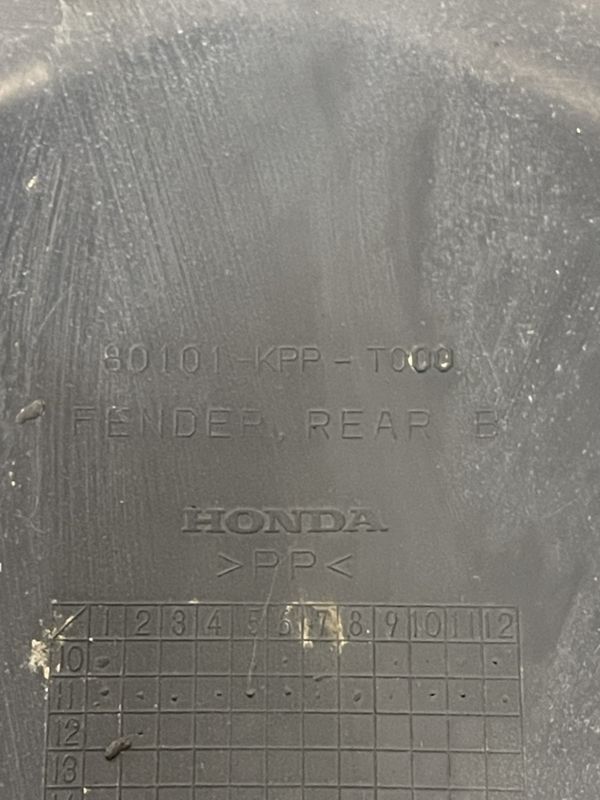 80101-KPP-T000
FENDER, REAR B
HONDA
>PP<
1 2 3 4 5 6 7 8 9 10 11 12
10
11
12
13